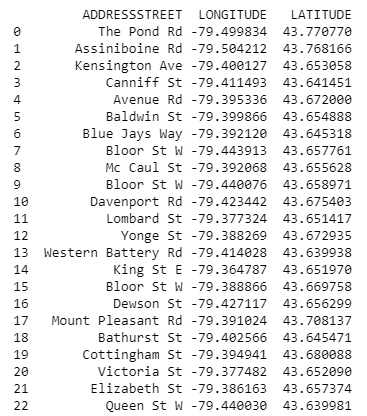 ADDRESSSTREET LONGITUDE LATITUDE
0 The Pond Rd -79.499834 43.770770
1 Assiniboine Rd -79.504212 43.768166
2 Kensington Ave -79.400127 43.653058
3 Canniff St -79.411493 43.641451
4 Avenue Rd -79.395336 43.672000
5 Baldwin St -79.399866 43.654888
6 Blue Jays Way -79.392120 43.645318
7 Bloor St W -79.443913 43.657761
8 Mc Caul St -79.392068 43.655628
9 Bloor St W -79.440076 43.658971
10 Davenport Rd -79.423442 43.675403
11 Lombard St -79.377324 43.651417
12 Yonge St -79.388269 43.672935
13 Western Battery Rd -79.414028 43.639938
14 King St E -79.364787 43.651970
15 Bloor St W -79.388866 43.669758
16 Dewson St -79.427117 43.656299
17 Mount Pleasant Rd -79.391024 43.708137
18 Bathurst St -79.402566 43.645471
19 Cottingham St -79.394941 43.680088
20 Victoria St -79.377482 43.652090
21 Elizabeth St -79.386163 43.657374
22 Queen St W -79.440030 43.639981